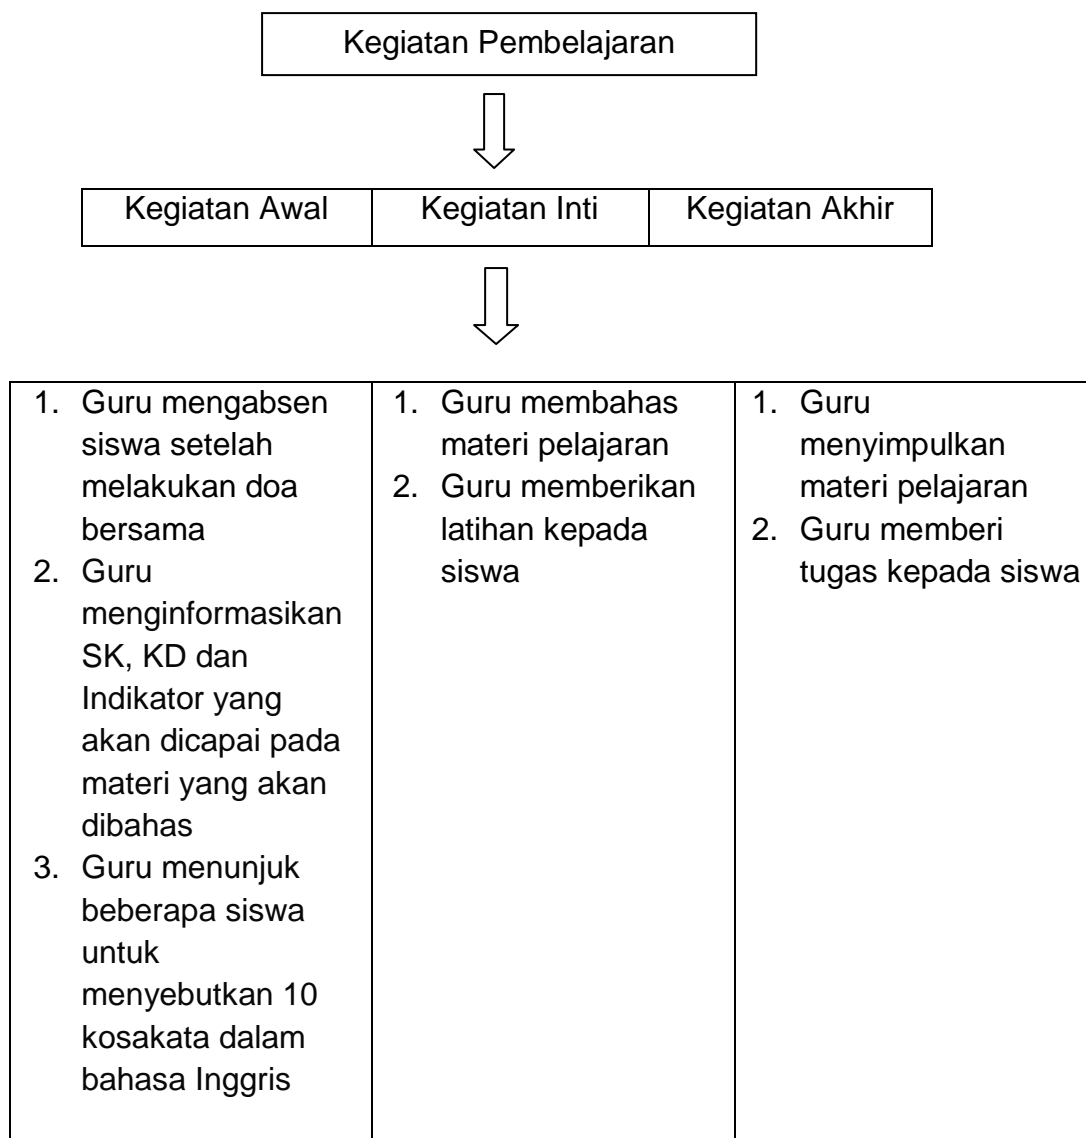 Kegiatan Pembelajaran
Kegiatan Awal
Kegiatan Inti
Kegiatan Akhir
1. Guru mengabsen
siswa setelah
melakukan doa
bersama
2. Guru
menginformasikan
SK, KD dan
Indikator yang
akan dicapai pada
materi yang akan
dibahas
3. Guru menunjuk
beberapa siswa
untuk
menyebutkan 10
kosakata dalam
bahasa Inggris
1. Guru membahas
materi pelajaran
2. Guru memberikan
latihan kepada
siswa
1. Guru
menyimpulkan
materi pelajaran
2. Guru memberi
tugas kepada siswa